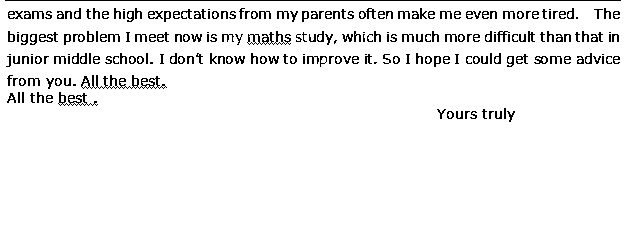 exams and the high expectations from my parents often make me even more tired. The
biggest problem I meet now is my maths study, which is much more difficult than that in
junior middle school. I don't know how to improve it. So I hope I could get some advice
from you. All the best.
All the best .
Yours truly